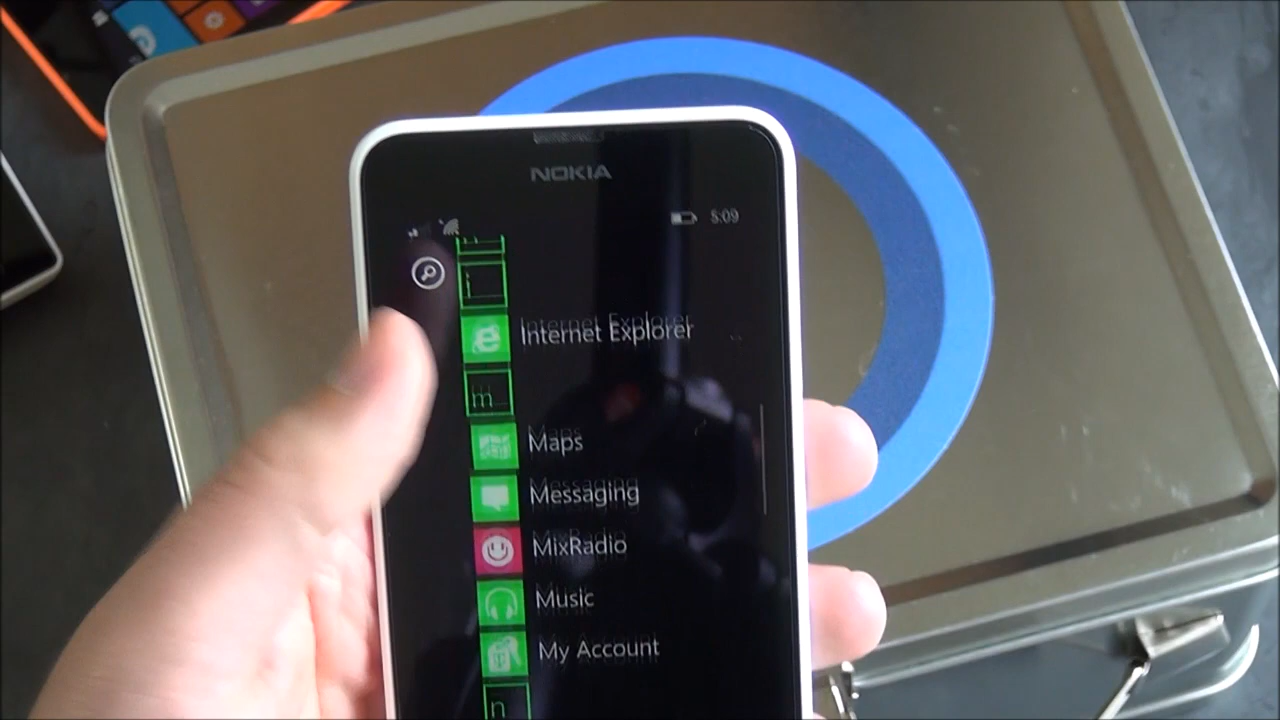 NOKIA
5:09
i
Internet Explorer
m
Maps
Messaging
MixRadio
Music
My Account
n